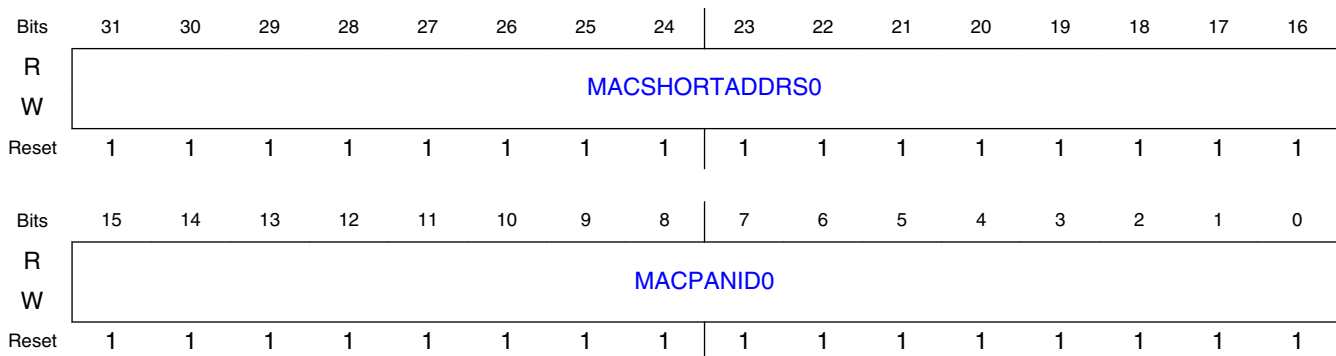 Bits 31 30 29 28 27 26 25 24 23 22 21 20 19 18 17 16
R
MACSHORTADDRS0
W
Reset 1 1 1 1 1 1 1 1 1 1 1 1 1 1 1 1
Bits 15 14 13 12 11 10 9 8 7 6 5 4 3 2 1 0
R
MACPANID0
W
Reset 1 1 1 1 1 1 1 1 1 1 1 1 1 1 1 1